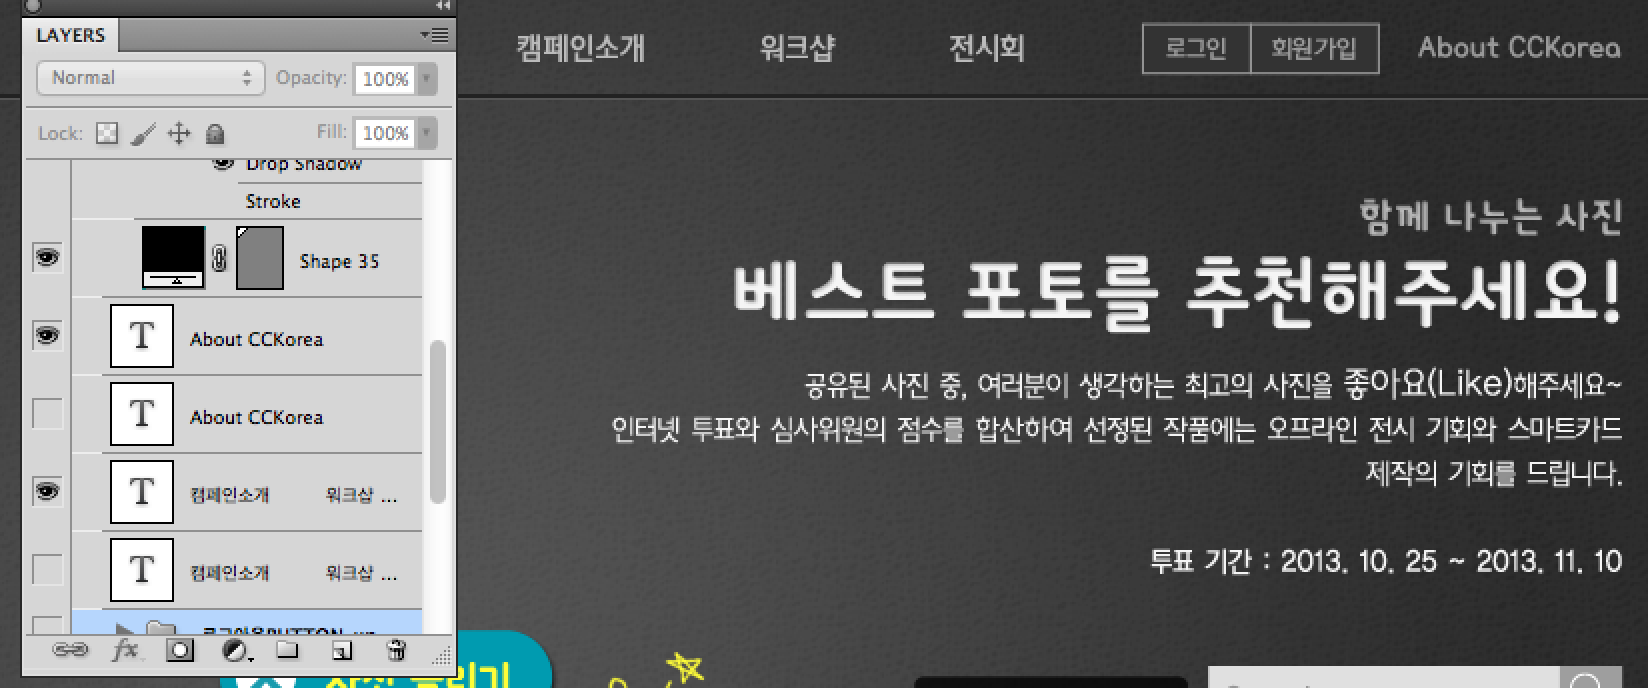 LAYERS
Normal
Opacity: 100%
Lock:
Fill: 100%
Drop Shadow
Stroke
Shape 35
T About CCKorea
T About CCKorea
T 캠페인소개 워크샵 ...
T 캠페인소개 워크샵 ...
fx
캠페인소개 워크샵 전시회 로그인 회원가입 About CCKorea
함께 나누는 사진
베스트 포토를 추천해주세요!
공유된 사진 중, 여러분이 생각하는 최고의 사진을 좋아요(Like)해주세요~
인터넷 투표와 심사위원의 점수를 합산하여 선정된 작품에는 오프라인 전시 기회와 스마트카드
제작의 기회를 드립니다.
투표 기간 : 2013. 10. 25 ~ 2013. 11. 10